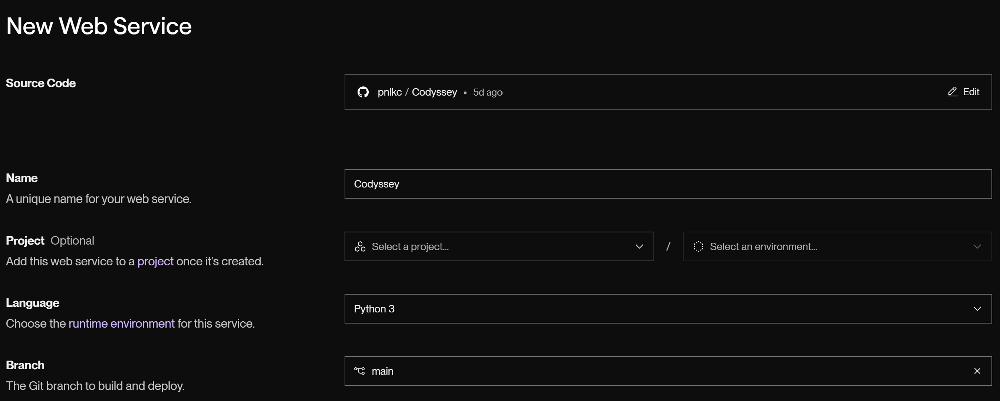 New Web Service
Source Code
pnlkc / Codyssey ▪ 5d ago
Edit
Name
A unique name for your web service.
Codyssey
Project Optional
Add this web service to a project once it’s created.
Select a project...
/
Select an environment...
Language
Choose the runtime environment for this service.
Python 3
Branch
The Git branch to build and deploy.
main